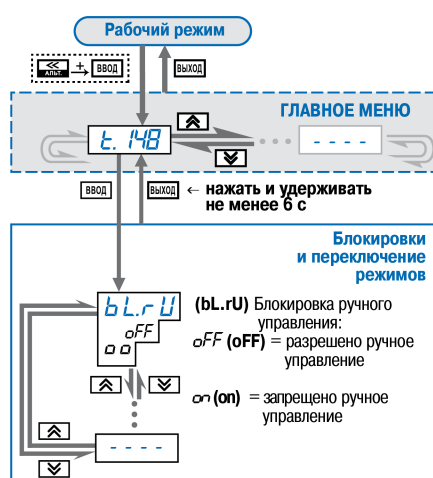 Рабочий режим
≪ АЛЬТ. + ВВОД
ВЫХОД
ГЛАВНОЕ МЕНЮ
t. 148
- - - -
ВВОД
ВЫХОД ← нажать и удерживать
не менее 6 с
Блокировки
и переключение
режимов
bL.rU
oFF
on
(bL.rU) Блокировка ручного
управления:
oFF (oFF) = разрешено ручное
управление
on (on) = запрещено ручное
управление
- - - -